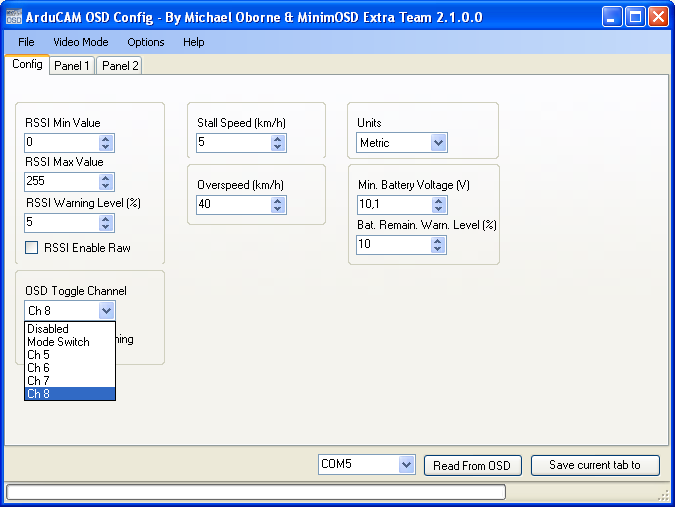 ArduCAM OSD Config - By Michael Oborne & MinimOSD Extra Team 2.1.0.0
File Video Mode Options Help
Config Panel 1 Panel 2
RSSI Min Value
0
RSSI Max Value
255
RSSI Warning Level (%)
5
RSSI Enable Raw
Stall Speed (km/h)
5
Overspeed (km/h)
40
Units
Metric
Min. Battery Voltage (V)
10,1
Bat. Remain. Warn. Level (%)
10
OSD Toggle Channel
Ch 8
Disabled
Mode Switch
Ch 5
Ch 6
Ch 7
Ch 8
COM5 Read From OSD Save current tab to